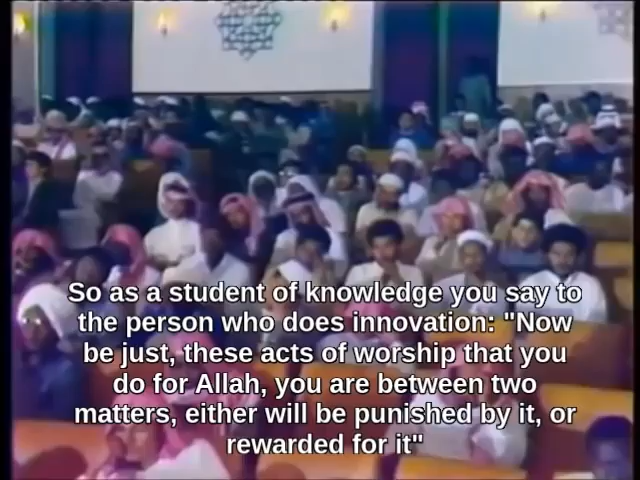 So as a student of knowledge you say to
the person who does innovation: "Now
be just, these acts of worship that you
do for Allah, you are between two
matters, either will be punished by it, or
rewarded for it"